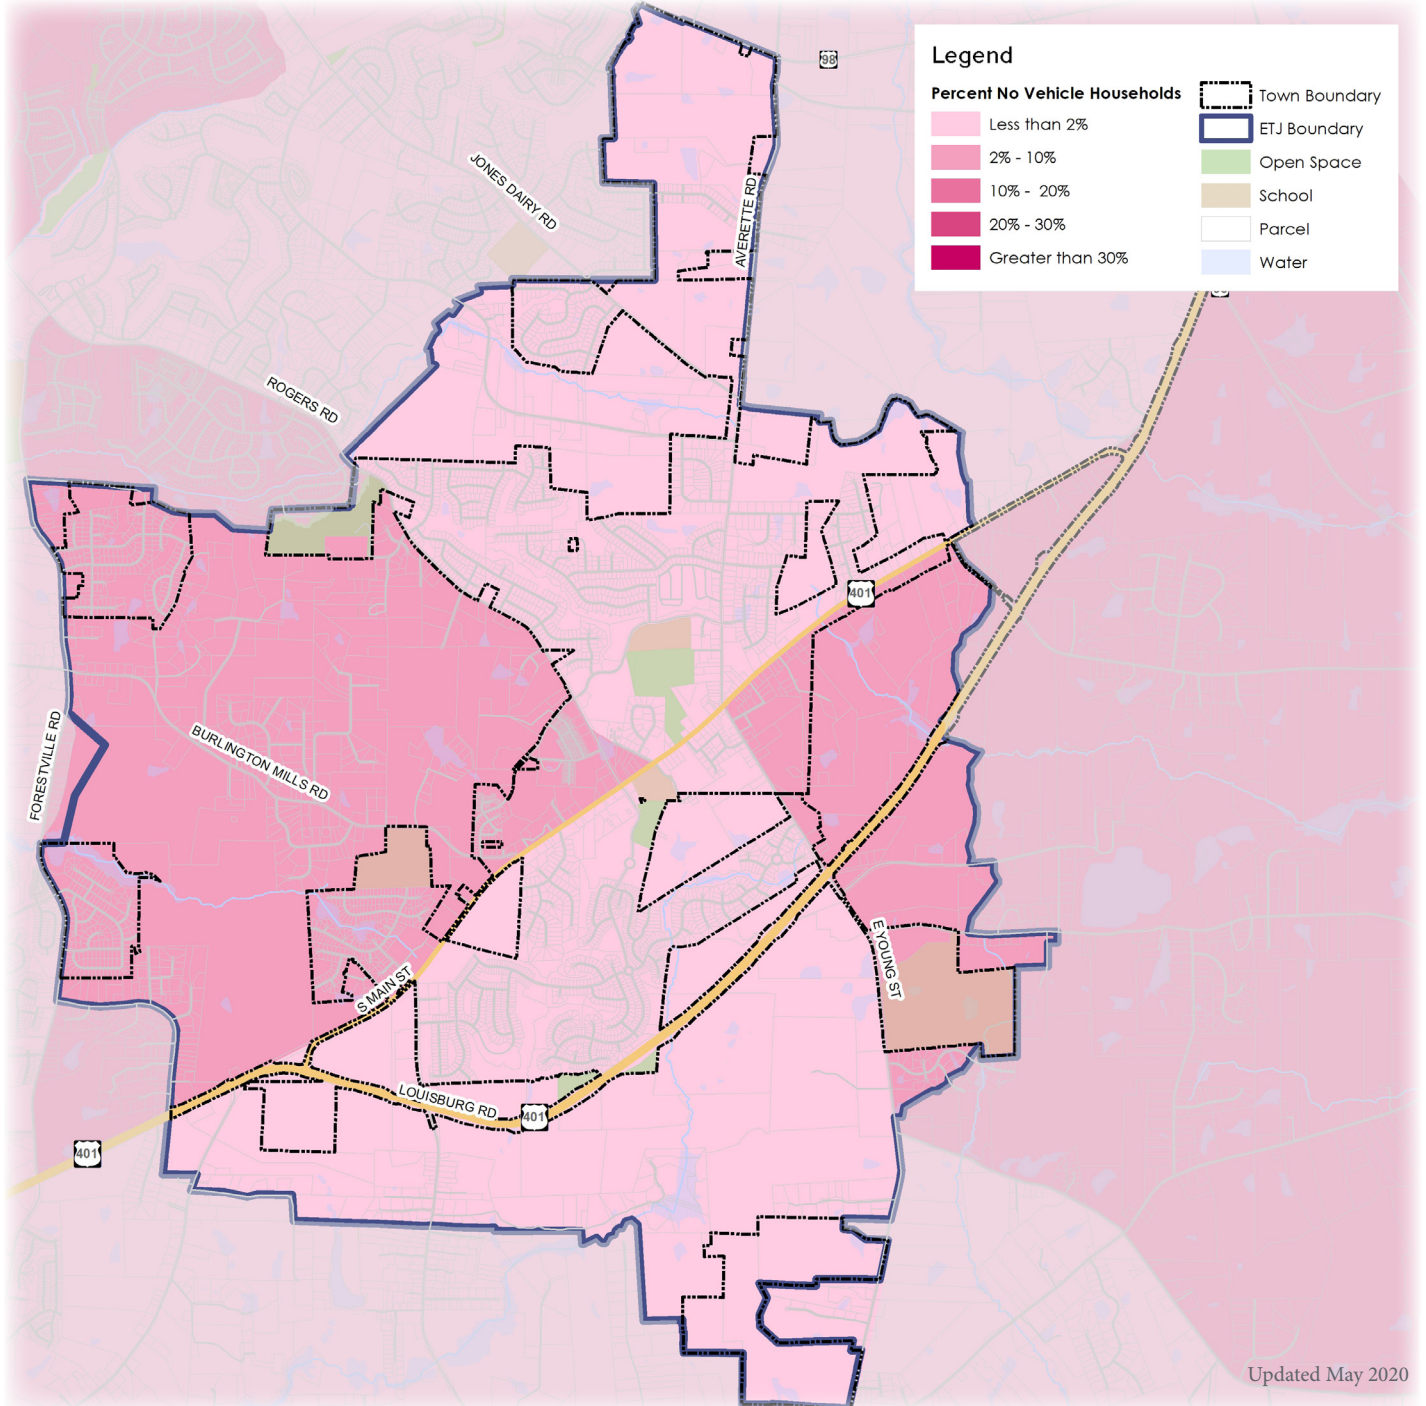 98
Legend
Percent No Vehicle Households
Less than 2%
2% - 10%
10% -  20%
20% - 30%
Greater than 30%
Town Boundary
ETJ Boundary
Open Space
School
Parcel
Water
JONES DAIRY RD
AVERETTE RD
ROGERS RD
401
FORESTVILLE RD
BURLINGTON MILLS RD
E YOUNG ST
S MAIN ST
LOUISBURG RD
401
401
Updated May 2020